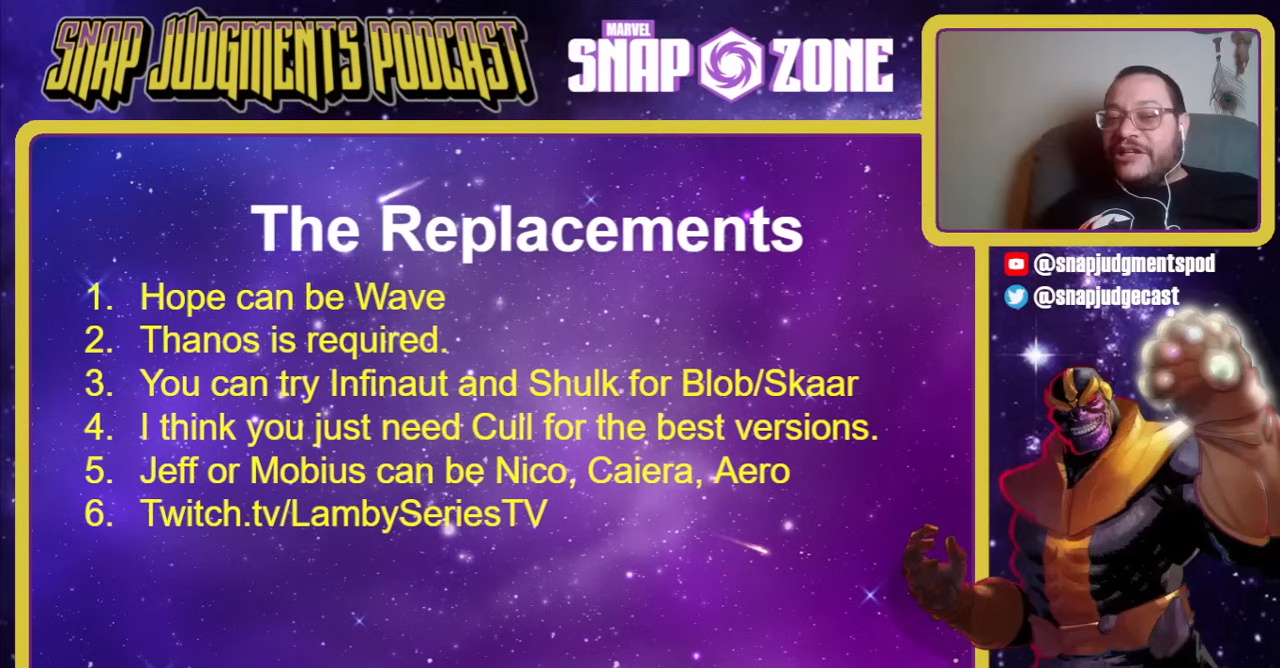 SNAP JUDGMENTS PODCAST
MARVEL
SNAP ZONE
The Replacements
1. Hope can be Wave
2. Thanos is required.
3. You can try Infinaut and Shulk for Blob/Skaar
4. I think you just need Cull for the best versions.
5. Jeff or Mobius can be Nico, Caiera, Aero
6. Twitch.tv/LambySeriesTV
@snapjudgmentspod
@snapjudgecast